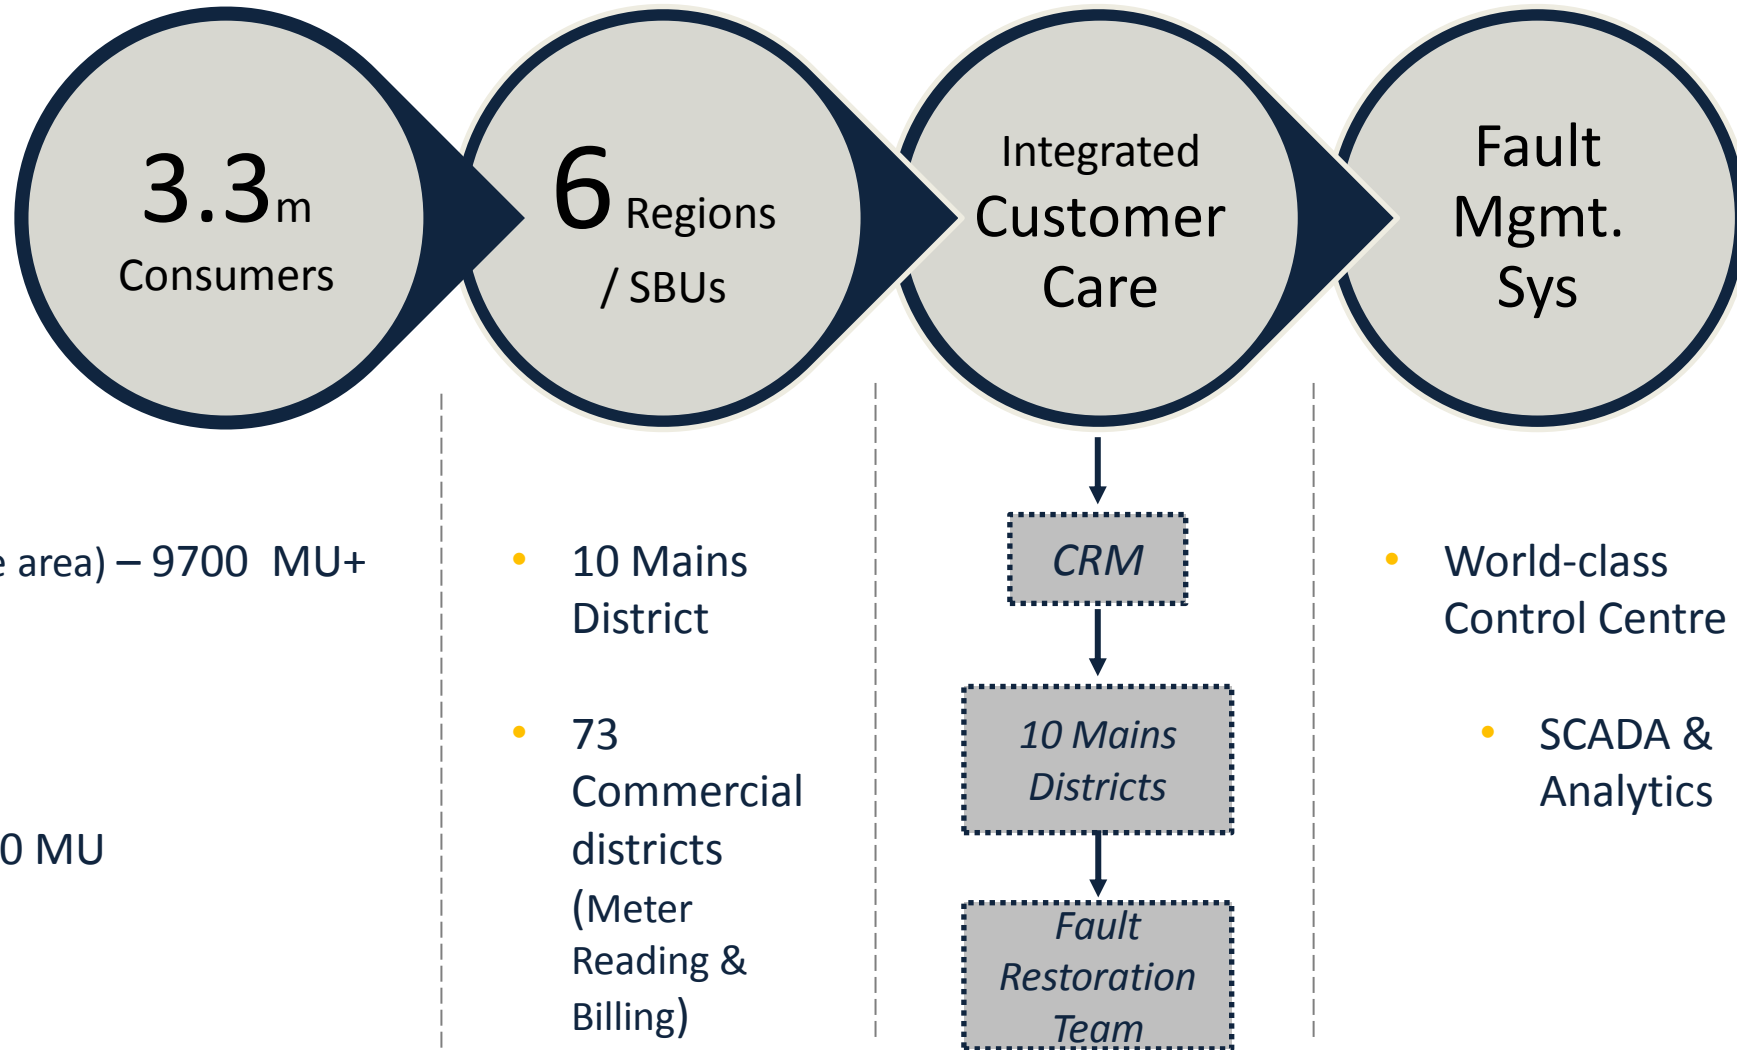 3.3m
Consumers
6 Regions
/ SBUs
Integrated
Customer
Care
Fault
Mgmt.
Sys
area) – 9700 MU+
0 MU
• 10 Mains
District
• 73
Commercial
districts
(Meter
Reading &
Billing)
CRM
10 Mains
Districts
Fault
Restoration
Team
• World-class
Control Centre
• SCADA &
Analytics